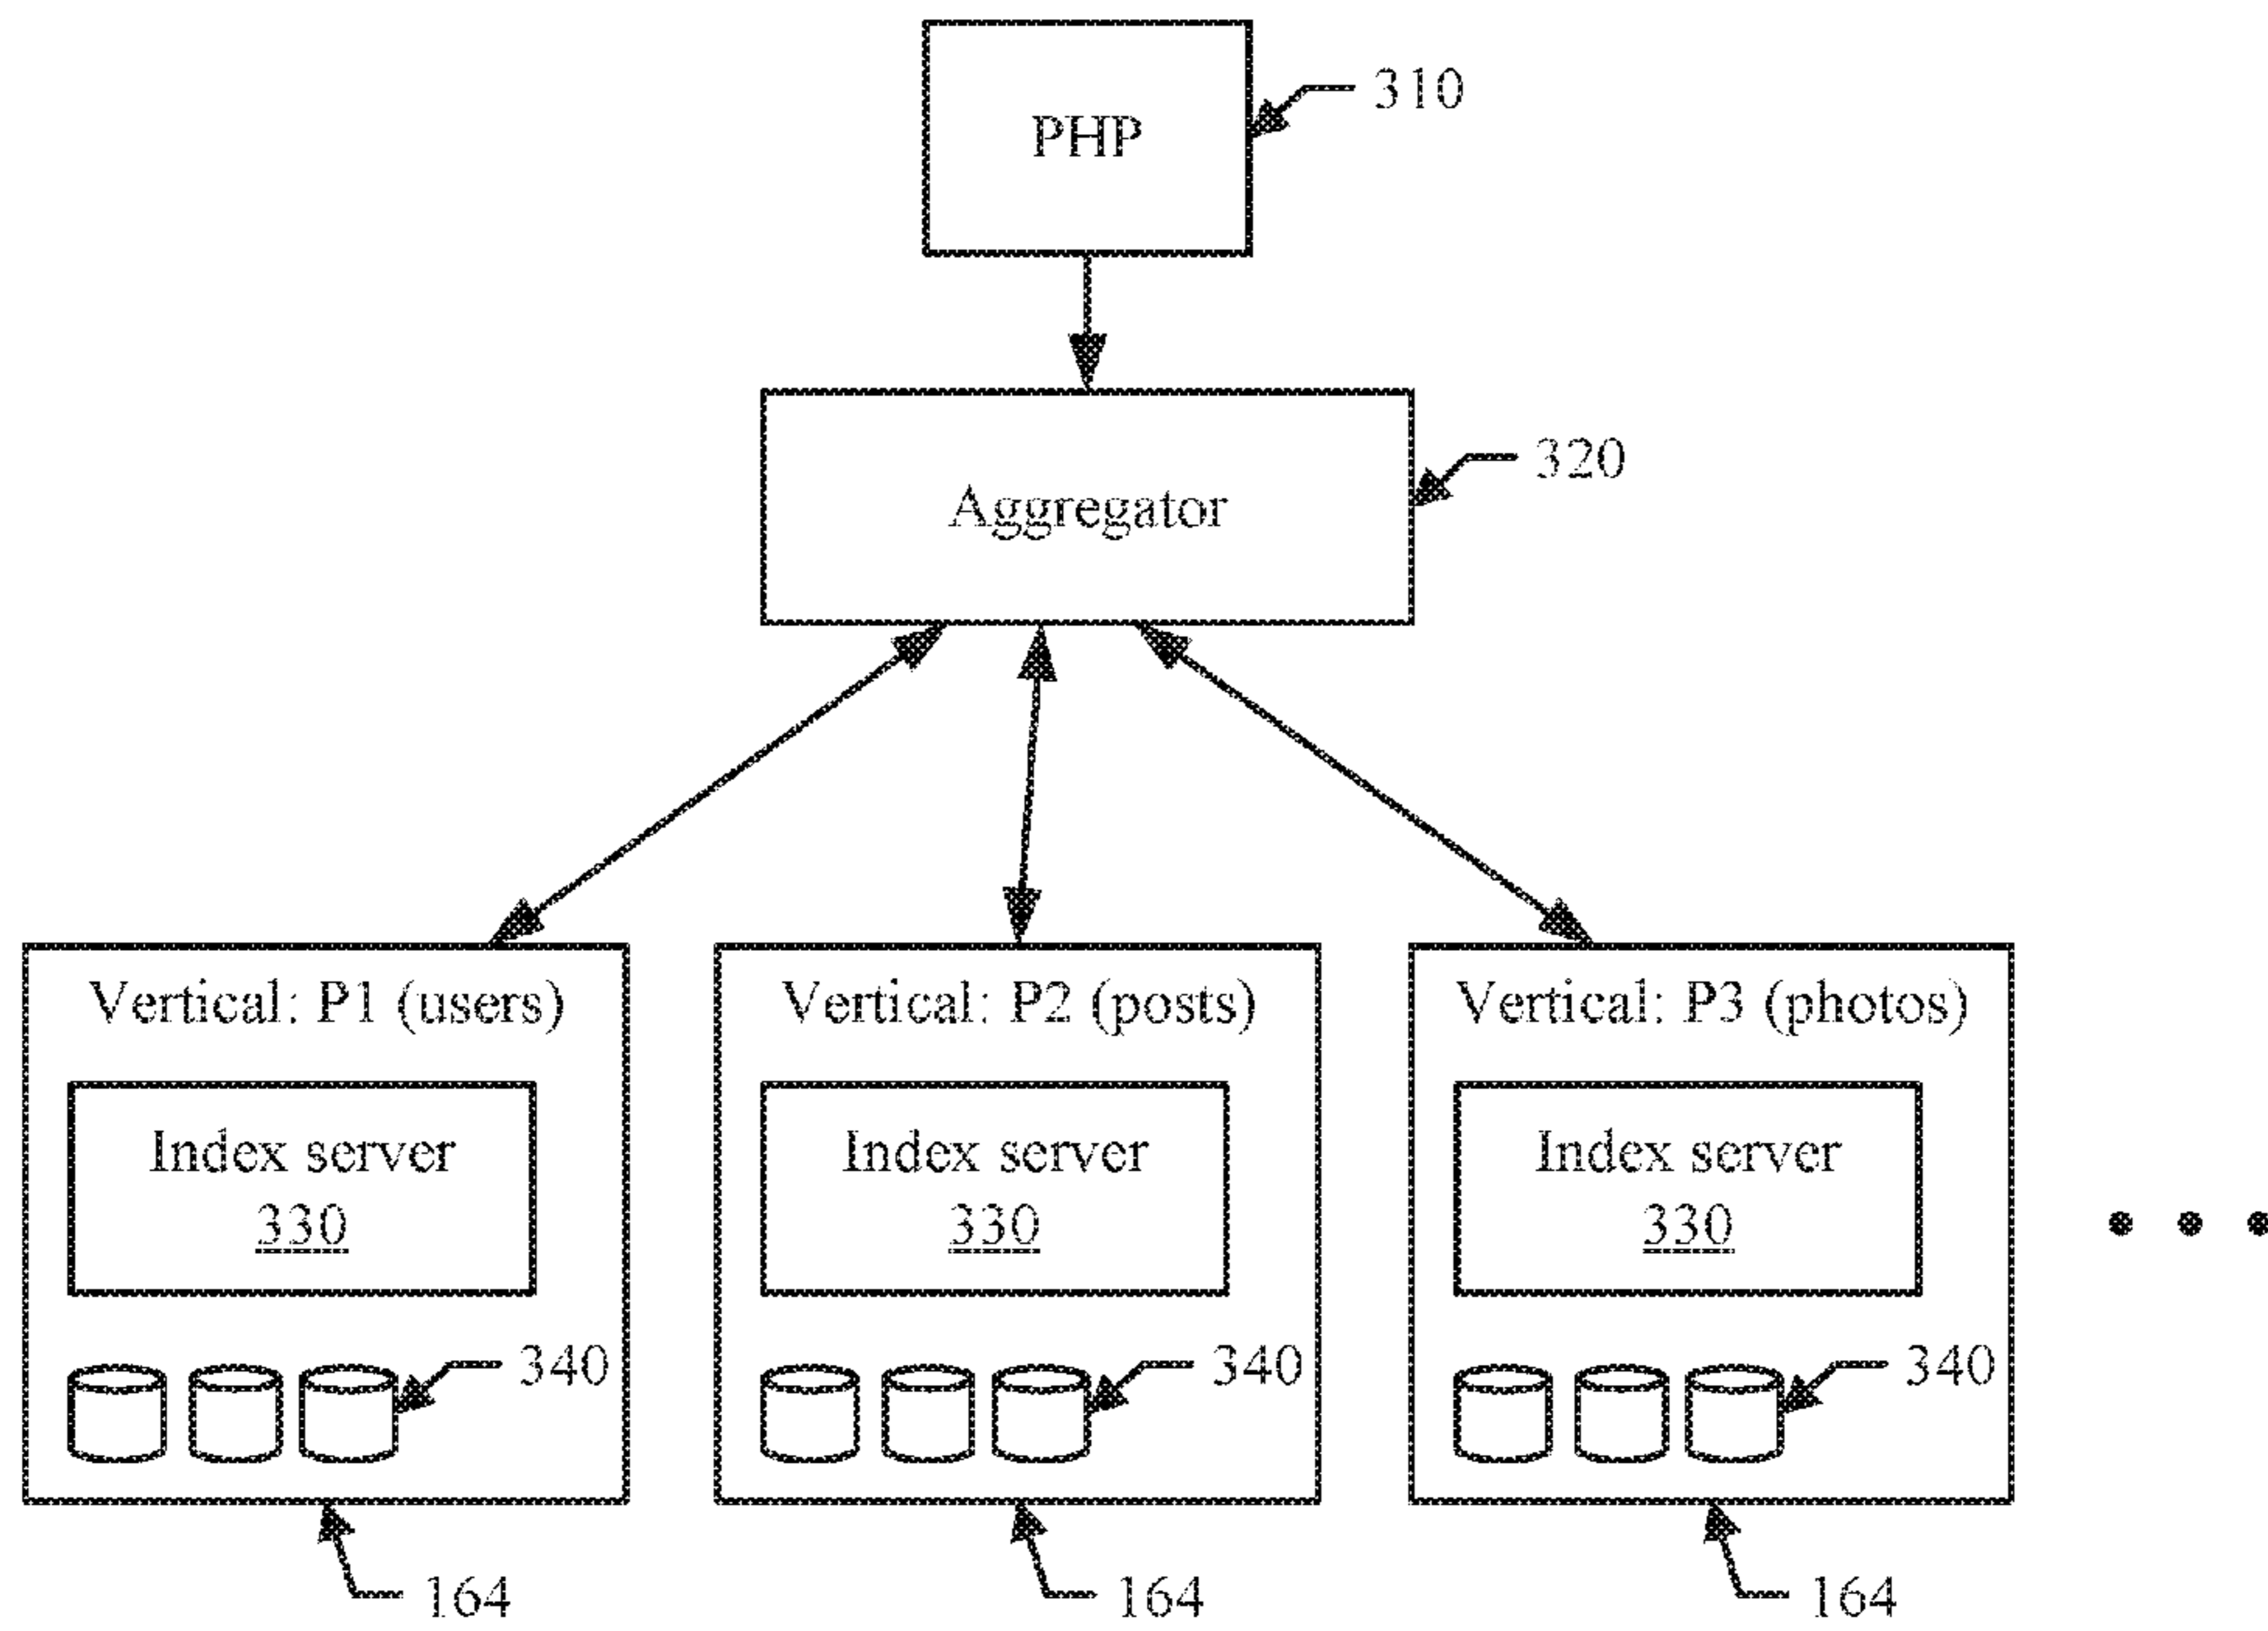 PHP
310
Aggregator
320
Vertical: P1 (users)
Index server
330
340
164
Vertical: P2 (posts)
Index server
330
340
164
Vertical: P3 (photos)
Index server
330
340
164